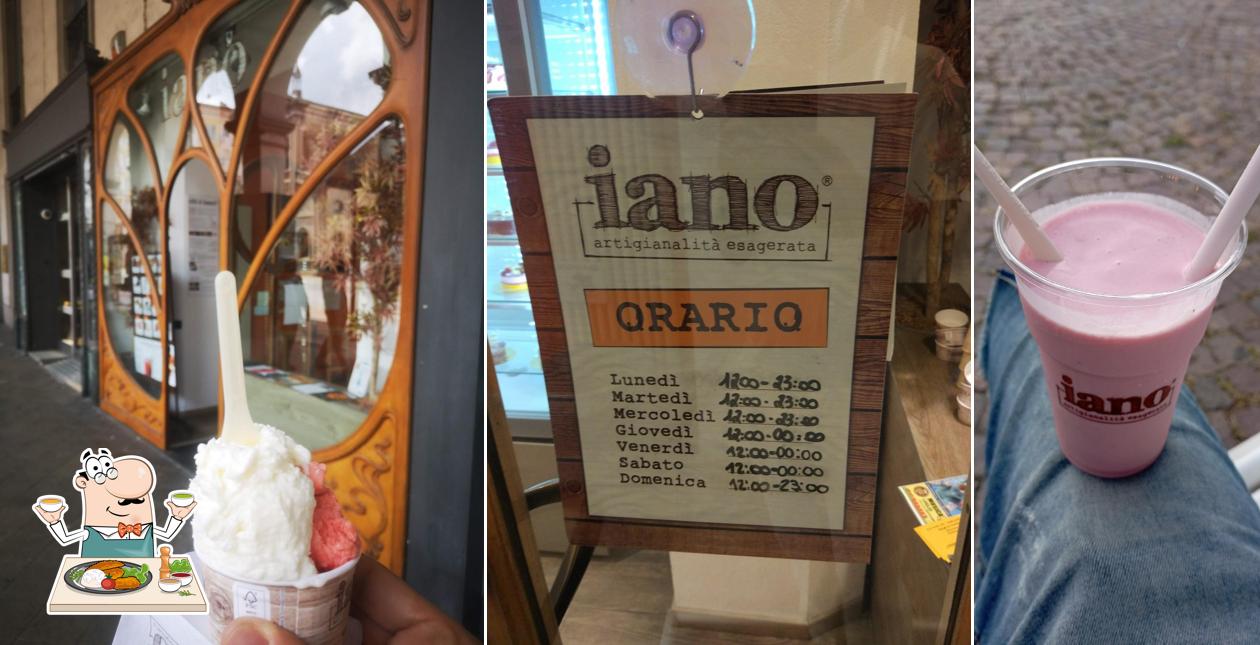 iano
iano®
artigianalità esagerata
ORARIO
Lunedì 12:00-23:00
Martedì 12:00-23:00
Mercoledì 12:00-23:00
Giovedì 12:00-00:00
Venerdì 12:00-00:00
Sabato 12:00-00:00
Domenica 12:00-23:00
iano
artigianalità esagerata